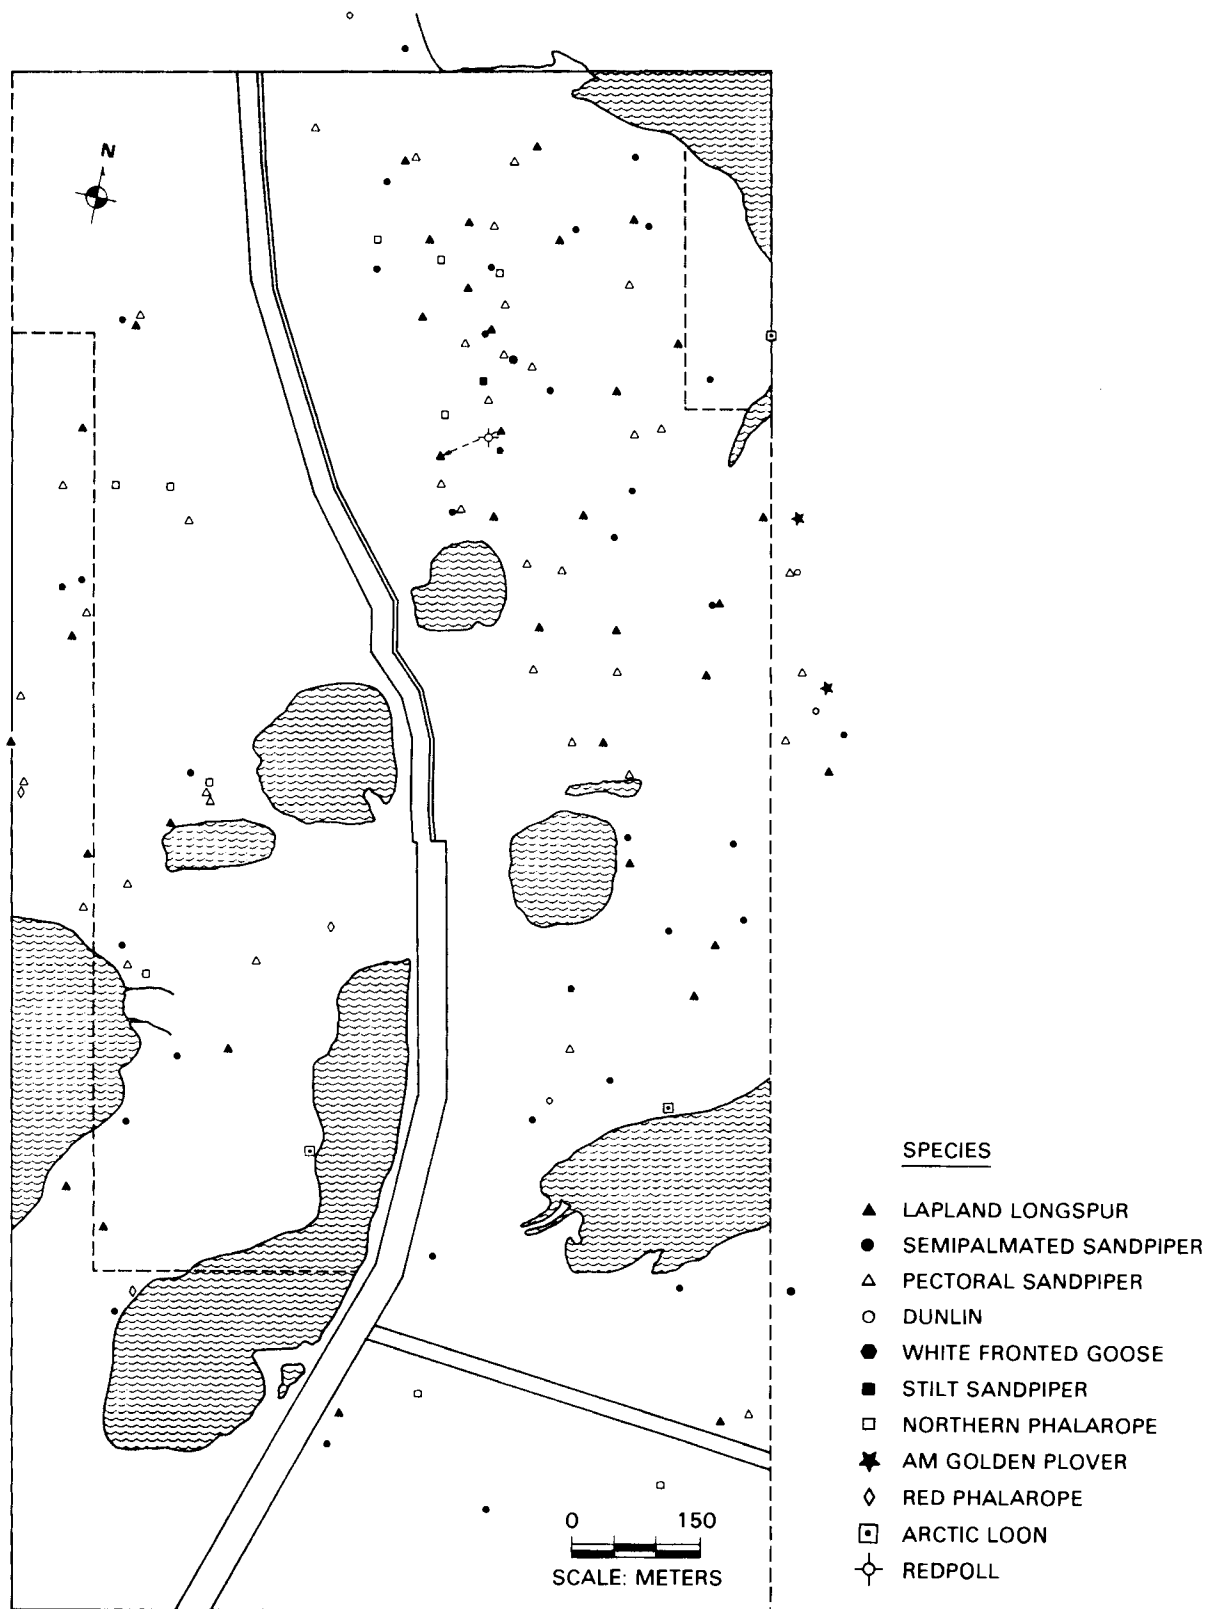 N
SPECIES
LAPLAND LONGSPUR
SEMIPALMATED SANDPIPER
PECTORAL SANDPIPER
DUNLIN
WHITE FRONTED GOOSE
STILT SANDPIPER
NORTHERN PHALAROPE
AM GOLDEN PLOVER
RED PHALAROPE
ARCTIC LOON
REDPOLL
0 150
SCALE: METERS